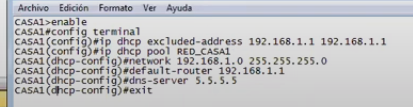 Archivo Edición Formato Ver Ayuda
CASA1>enable
CASA1#config terminal
CASA1(config)#ip dhcp excluded-address 192.168.1.1 192.168.1.1
CASA1(config)#ip dhcp pool RED_CASA1
CASA1(dhcp-config)#network 192.168.1.0 255.255.255.0
CASA1(dhcp-config)#default-router 192.168.1.1
CASA1(dhcp-config)#dns-server 5.5.5.5
CASA1(dhcp-config)#exit